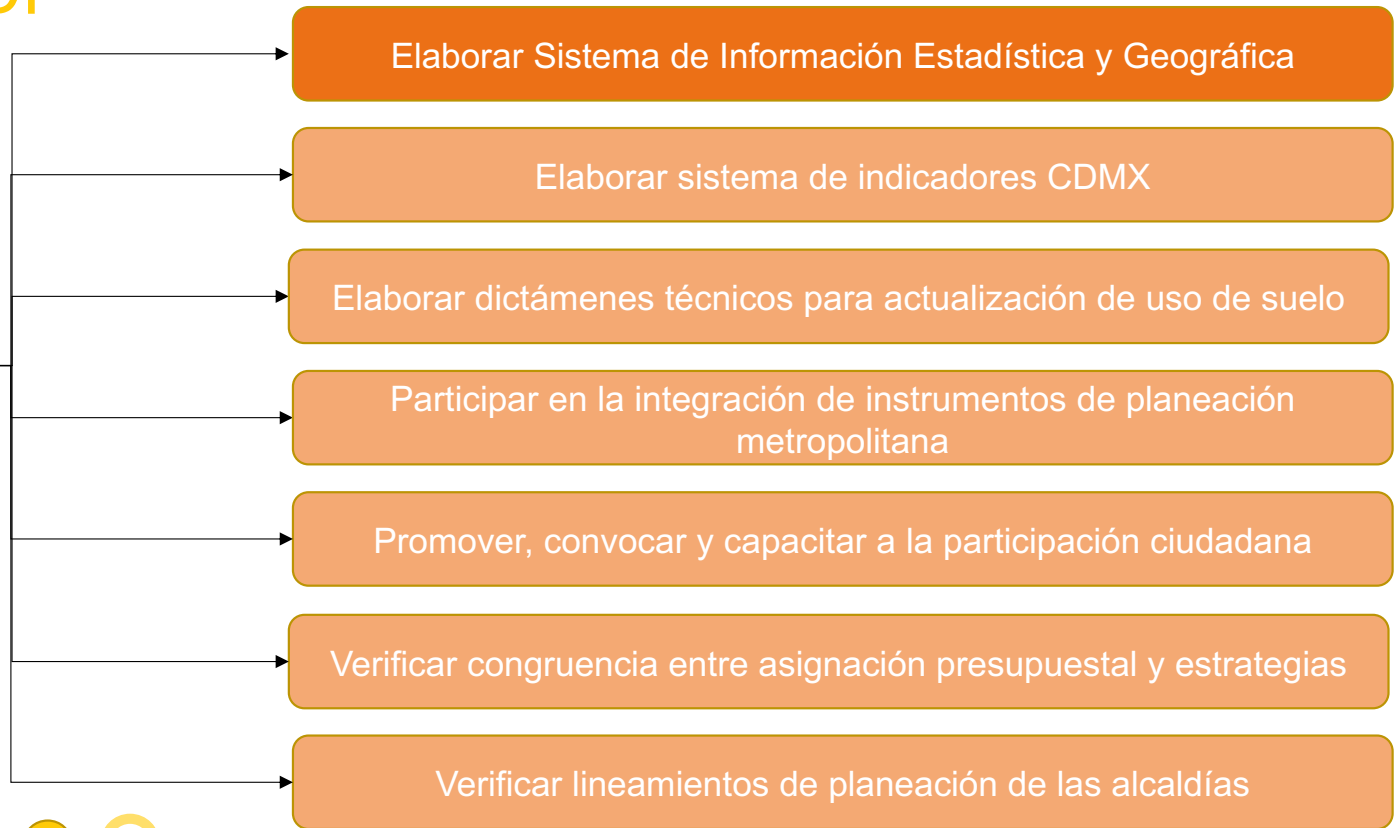 Elaborar Sistema de Información Estadística y Geográfica
Elaborar sistema de indicadores CDMX
Elaborar dictámenes técnicos para actualización de uso de suelo
Participar en la integración de instrumentos de planeación
metropolitana
Promover, convocar y capacitar a la participación ciudadana
Verificar congruencia entre asignación presupuestal y estrategias
Verificar lineamientos de planeación de las alcaldías